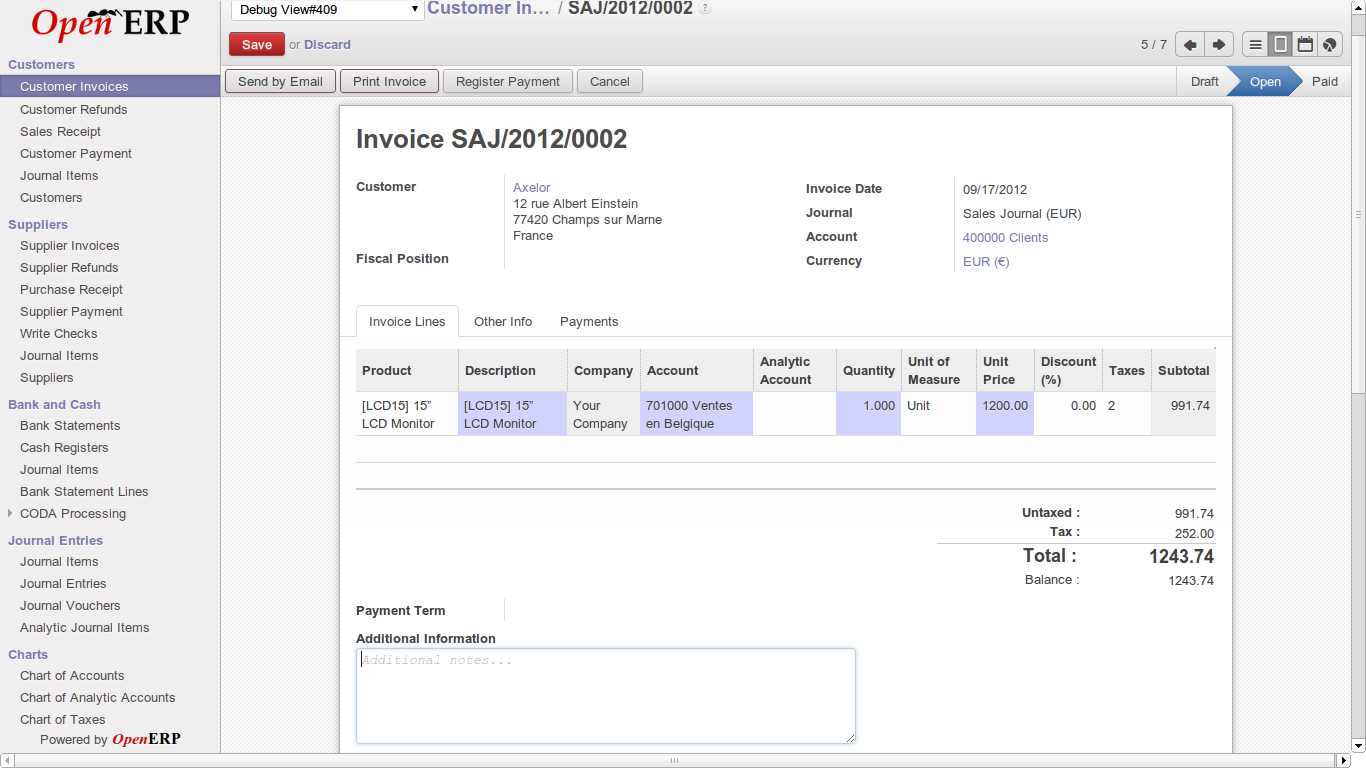 Open ERP
Customers
Customer Invoices
Customer Refunds
Sales Receipt
Customer Payment
Journal Items
Customers
Suppliers
Supplier Invoices
Supplier Refunds
Purchase Receipt
Supplier Payment
Write Checks
Journal Items
Suppliers
Bank and Cash
Bank Statements
Cash Registers
Journal Items
Bank Statement Lines
CODA Processing
Journal Entries
Journal Items
Journal Entries
Journal Vouchers
Analytic Journal Items
Charts
Chart of Accounts
Chart of Analytic Accounts
Chart of Taxes
Powered by OpenERP
Debug View#409 Customer In... / SAJ/2012/0002 ?
Save or Discard 5 / 7
Send by Email Print Invoice Register Payment Cancel Draft Open Paid
Invoice SAJ/2012/0002
Customer
Axelor
12 rue Albert Einstein
77420 Champs sur Marne
France
Fiscal Position
Invoice Date 09/17/2012
Journal Sales Journal (EUR)
Account 400000 Clients
Currency EUR (€)
Invoice Lines Other Info Payments
Product Description Company Account Analytic Account Quantity Unit of Measure Unit Price Discount (%) Taxes Subtotal
[LCD15] 15” [LCD15] 15” Your 701000 Ventes 1.000 Unit 1200.00 0.00 2 991.74
LCD Monitor LCD Monitor Company en Belgique
Untaxed : 991.74
Tax : 252.00
Total : 1243.74
Balance : 1243.74
Payment Term
Additional Information
Additional notes...